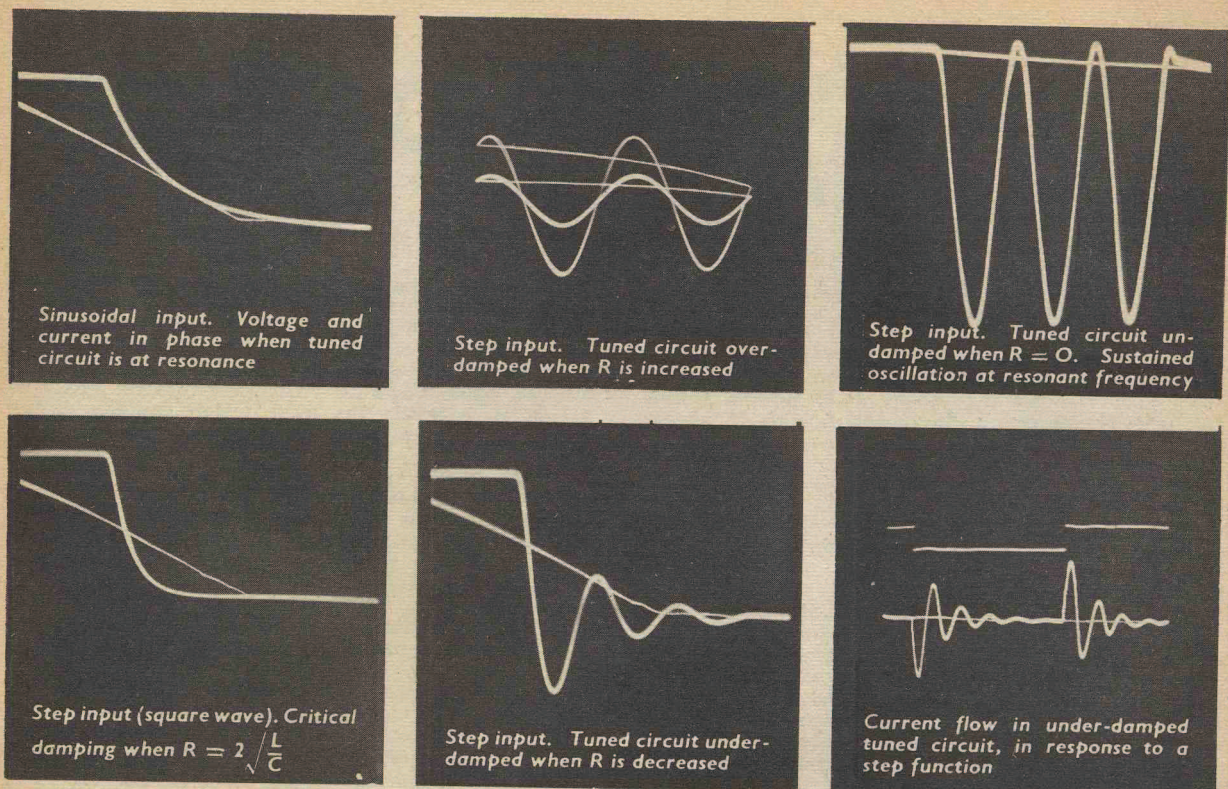 Sinusoidal input. Voltage and
current in phase when tuned
circuit is at resonance
Step input. Tuned circuit over-
damped when R is increased
Step input. Tuned circuit un-
damped when R = O. Sustained
oscillation at resonant frequency
Step input (square wave). Critical
damping when R = 2 √L/C
Step input. Tuned circuit under-
damped when R is decreased
Current flow in under-damped
tuned circuit, in response to a
step function